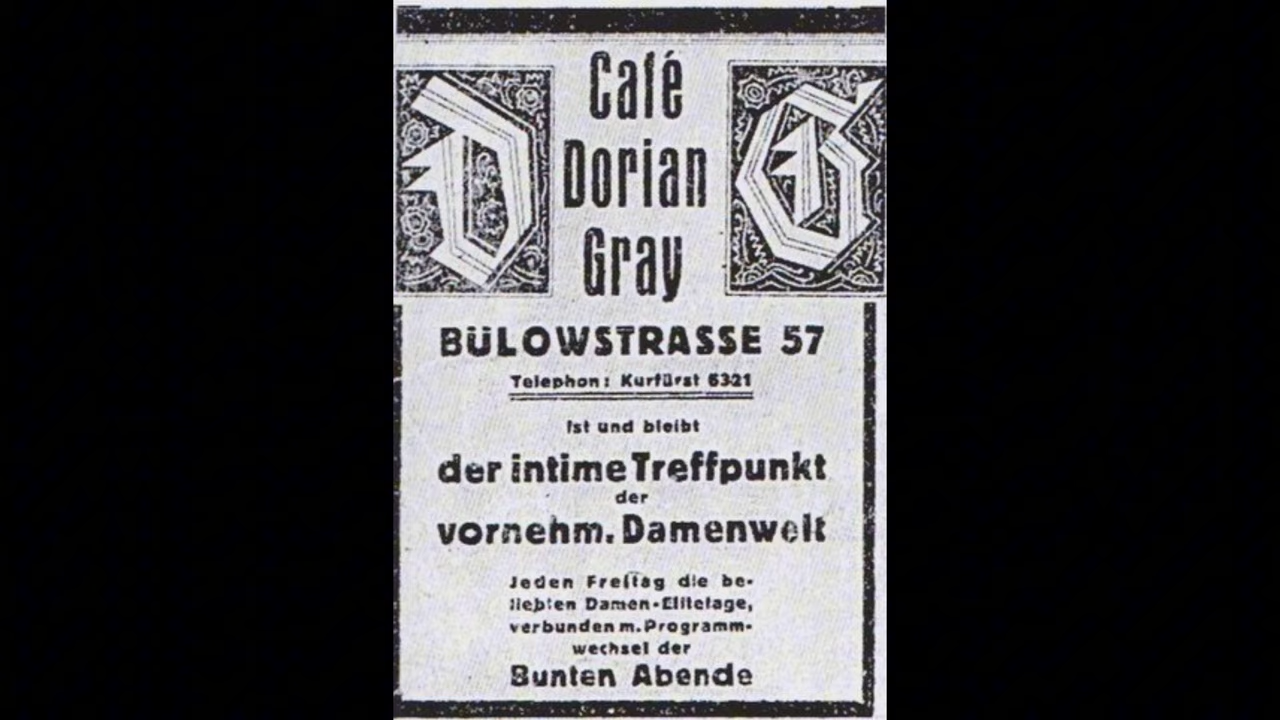 D
Café
Dorian
Gray
G
BÜLOWSTRASSE 57
Telephon: Kurfürst 6321
ist und bleibt
der intime Treffpunkt
der
vornehm. Damenwelt
Jeden Freitag die be-
liebten Damen-Elitetage,
verbunden m. Programm-
wechsel der
Bunten Abende